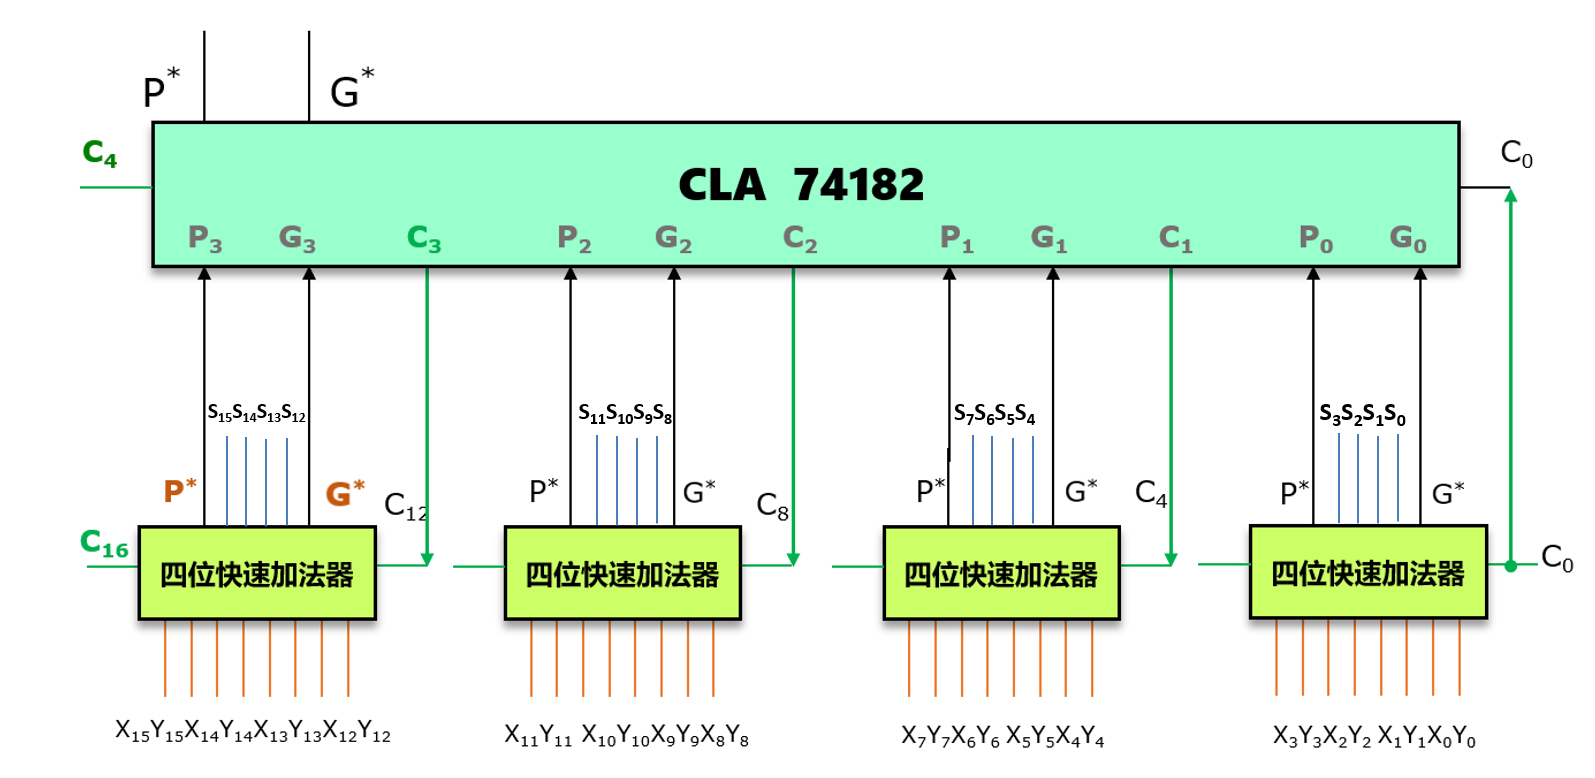 P* G*
C₄ CLA 74182 C₀
P₃ G₃ C₃ P₂ G₂ C₂ P₁ G₁ C₁ P₀ G₀
S₁₅S₁₄S₁₃S₁₂ S₁₁S₁₀S₉S₈ S₇S₆S₅S₄ S₃S₂S₁S₀
P* G* C₁₂ P* G* C₈ P* G* C₄ P* G*
C₁₆ 四位快速加法器 四位快速加法器 四位快速加法器 四位快速加法器 C₀
X₁₅Y₁₅X₁₄Y₁₄X₁₃Y₁₃X₁₂Y₁₂ X₁₁Y₁₁ X₁₀Y₁₀X₉Y₉X₈Y₈ X₇Y₇X₆Y₆ X₅Y₅X₄Y₄ X₃Y₃X₂Y₂ X₁Y₁X₀Y₀